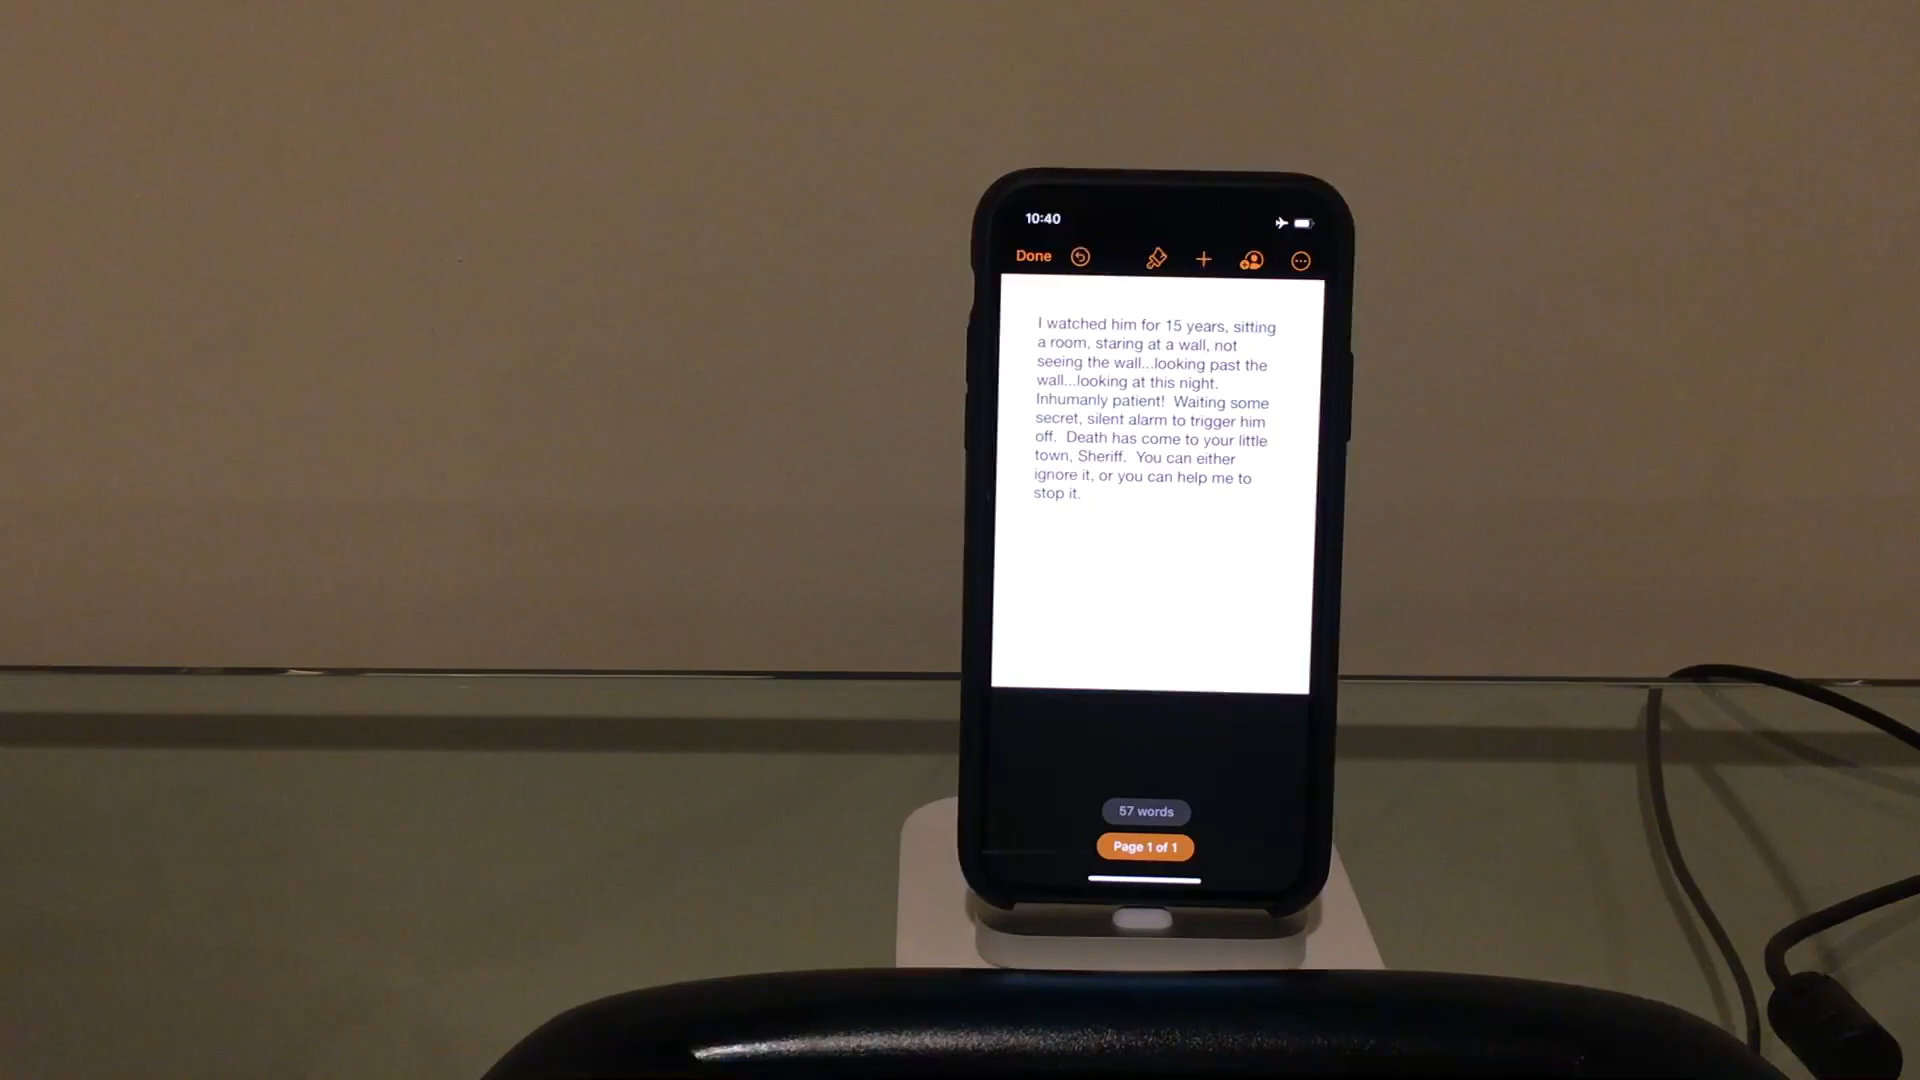 10:40
Done
I watched him for 15 years, sitting
a room, staring at a wall, not
seeing the wall...looking past the
wall...looking at this night.
Inhumanly patient!  Waiting some
secret, silent alarm to trigger him
off.  Death has come to your little
town, Sheriff.  You can either
ignore it, or you can help me to
stop it.
57 words
Page 1 of 1